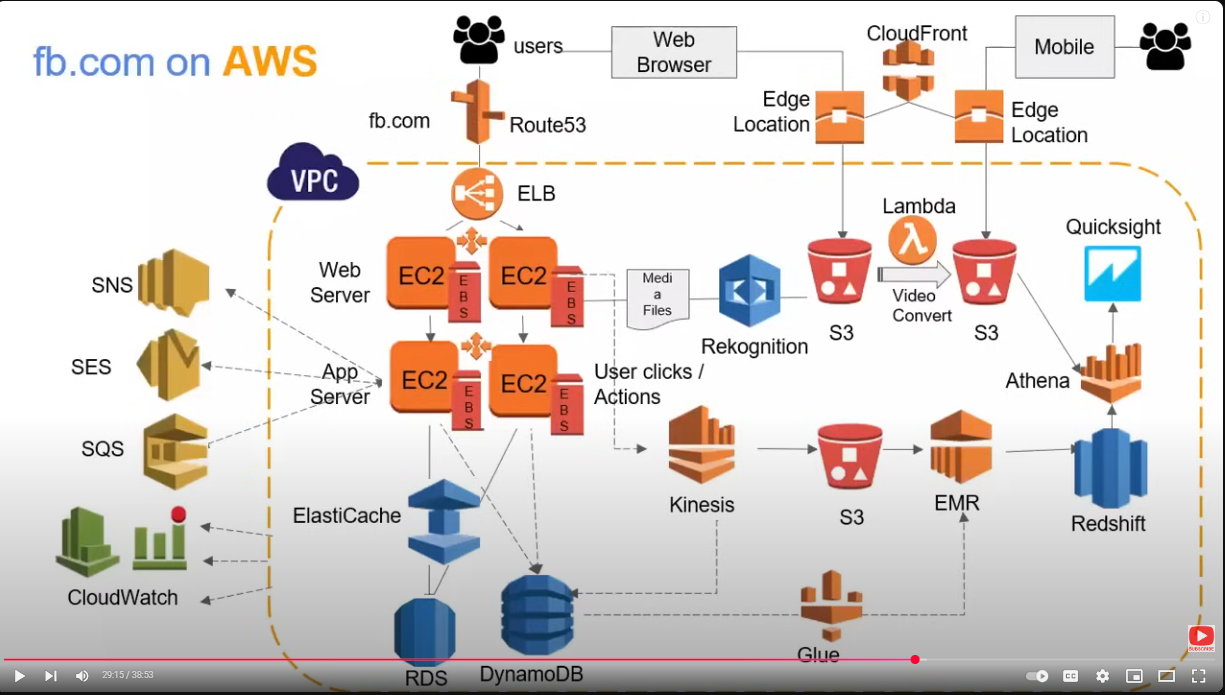 fb.com on AWS
users
Web
Browser
CloudFront
Mobile
Edge
Location
Edge
Location
fb.com
Route53
VPC
ELB
Lambda
Quicksight
SNS
Web
Server
EC2
EBS
EC2
EBS
Medi
a
Files
Rekognition
S3
Video
Convert
S3
SES
App
Server
EC2
EBS
EC2
EBS
User clicks /
Actions
Athena
SQS
Kinesis
S3
EMR
Redshift
ElastiCache
CloudWatch
RDS
DynamoDB
Glue
SUBSCRIBE
29:15 / 38:53
CC